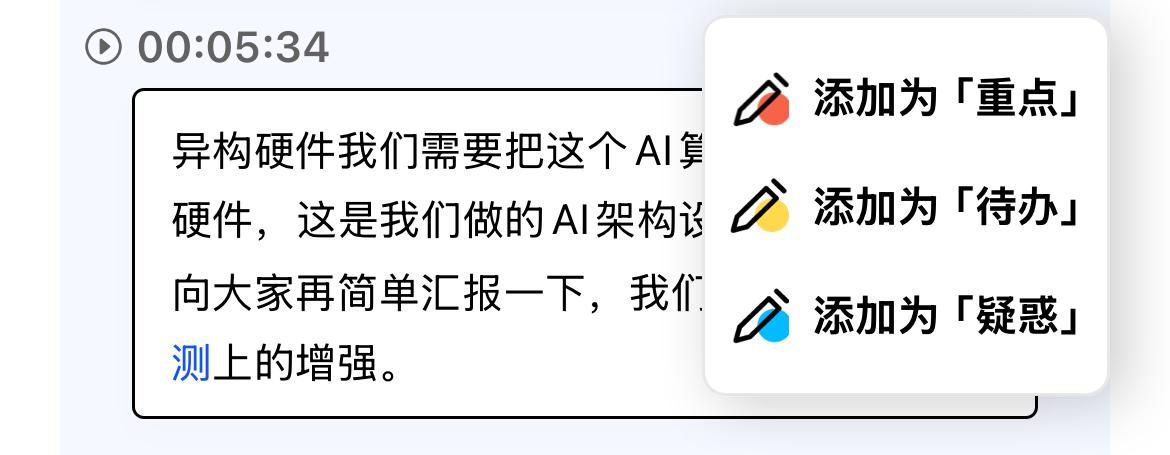 00:05:34
异构硬件我们需要把这个AI算
硬件，这是我们做的AI架构设
向大家再简单汇报一下，我们
测上的增强。
添加为「重点」
添加为「待办」
添加为「疑惑」